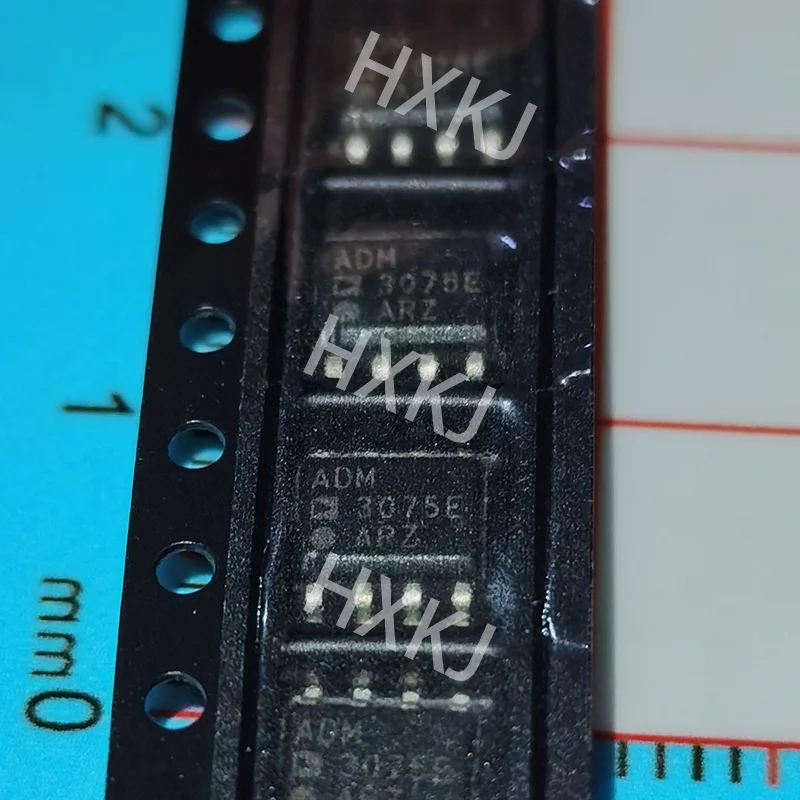 HXKJ
2
ADM
3075E
ARZ
HXKJ
1
ADM
3075E
ARZ
HXKJ
mm0
ADM